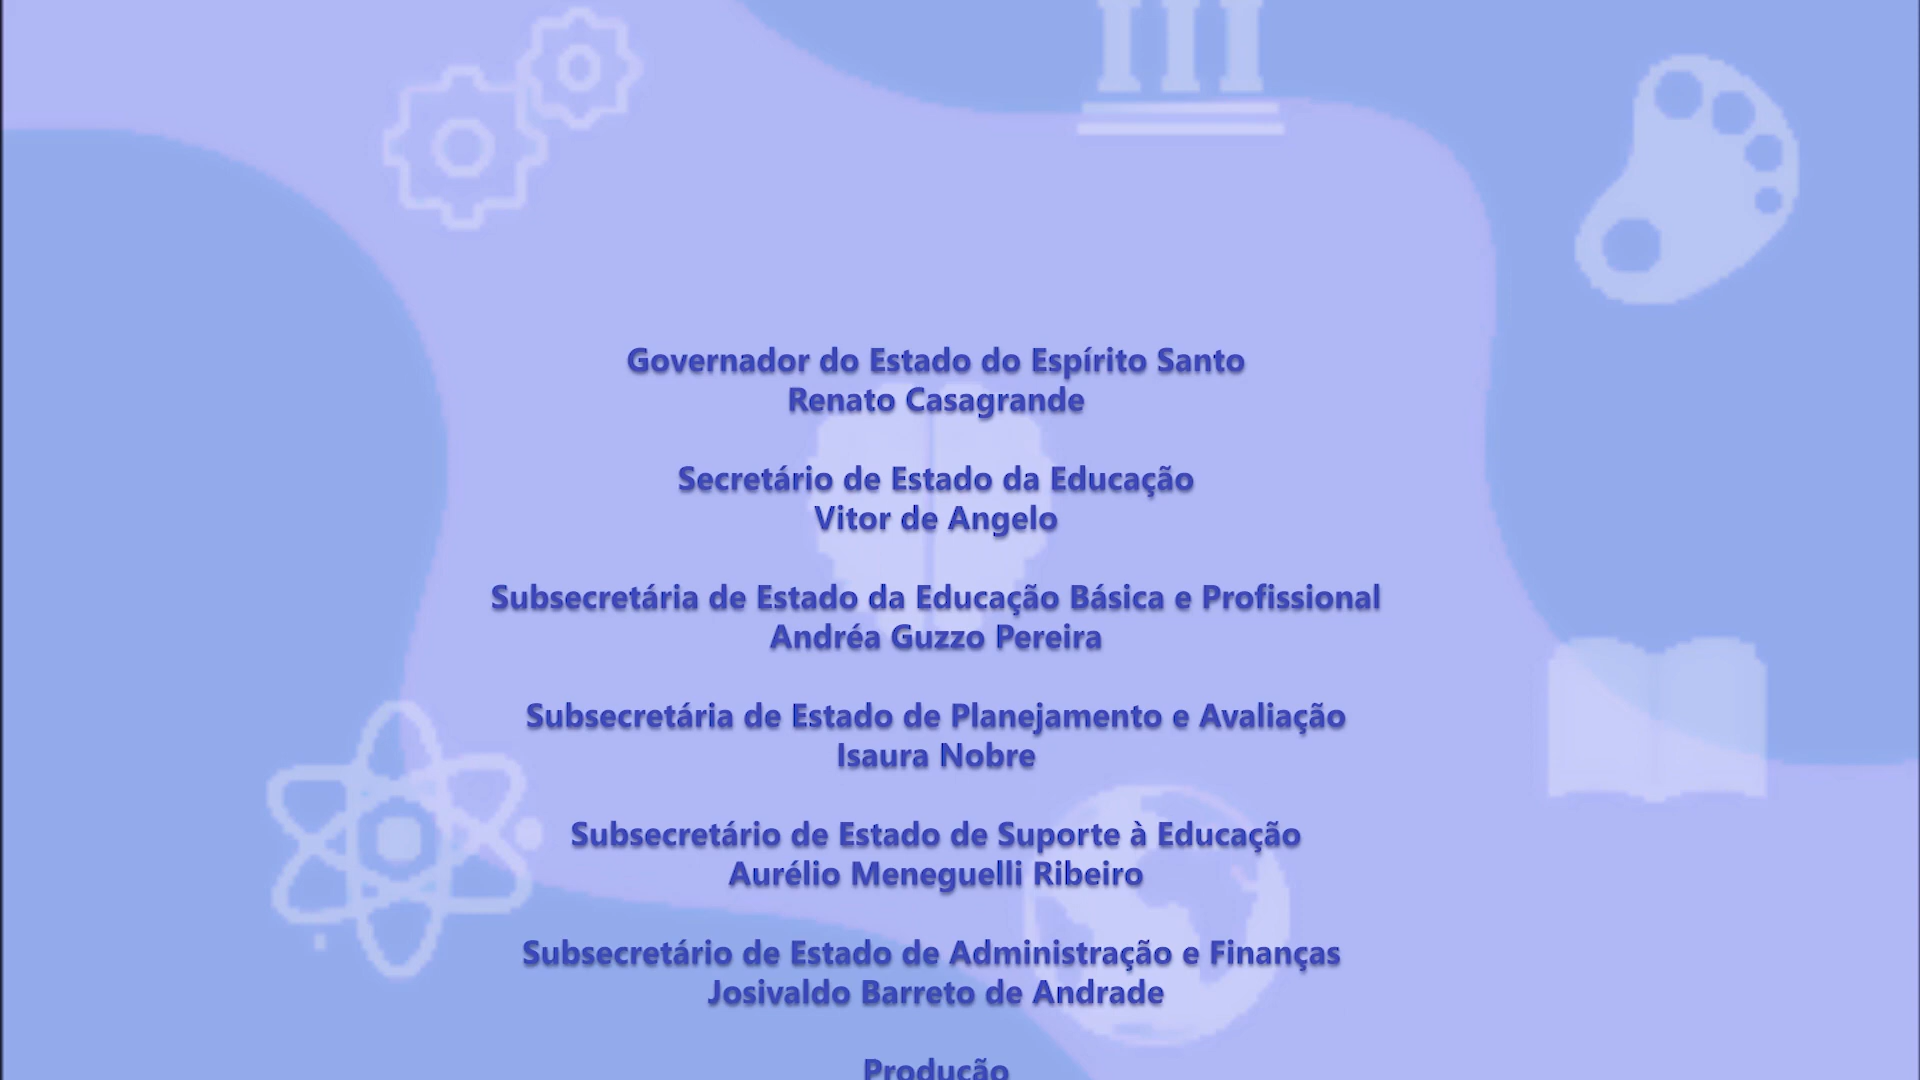 Governador do Estado do Espírito Santo
Renato Casagrande
Secretário de Estado da Educação
Vitor de Angelo
Subsecretária de Estado da Educação Básica e Profissional
Andréa Guzzo Pereira
Subsecretária de Estado de Planejamento e Avaliação
Isaura Nobre
Subsecretário de Estado de Suporte à Educação
Aurélio Meneguelli Ribeiro
Subsecretário de Estado de Administração e Finanças
Josivaldo Barreto de Andrade
Produção